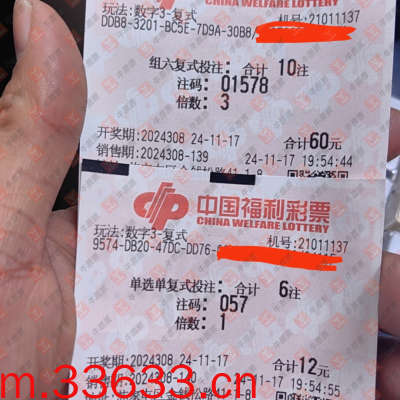 CHINA WELFARE LOTTERY
玩法:数字3-复式
机号:21011137
DDB8-3201-BC5E-7D9A-30B8
组六复式投注: 合计 10注
注码: 01578
倍数: 3
开奖期:2024308 24-11-17 合计60元
销售期:2024308-139 24-11-17 19:54:44
中国福利彩票
CHINA WELFARE LOTTERY
玩法:数字3-复式
机号:21011137
9574-DB20-47DC-DD76-
单选单复式投注: 合计 6注
注码: 057
倍数: 1
开奖期:2024308 24-11-17 合计12元
19:54:55
m.33633.cn